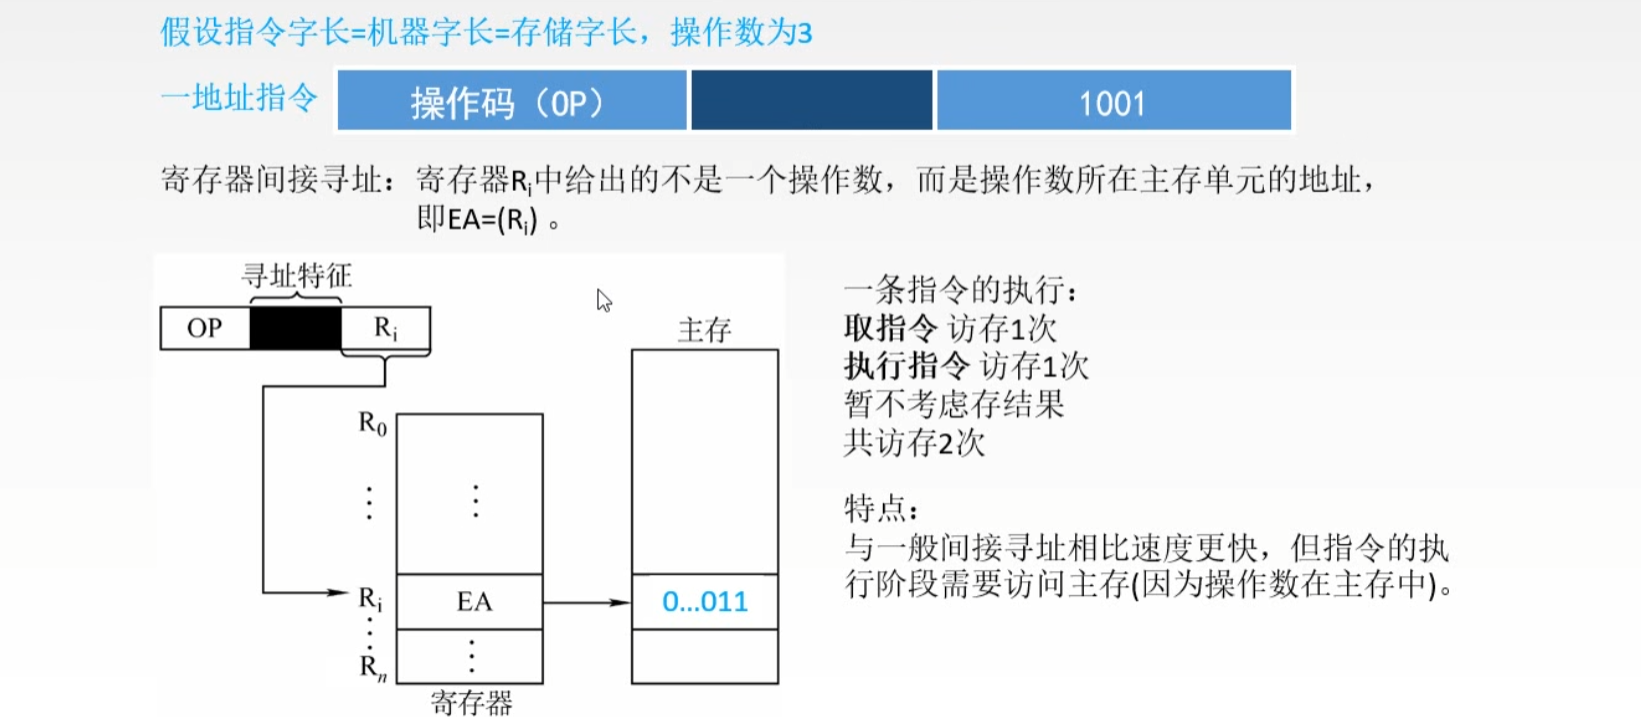 假设指令字长=机器字长=存储字长，操作数为3
一地址指令 操作码（OP） 1001
寄存器间接寻址：寄存器Ri中给出的不是一个操作数，而是操作数所在主存单元的地址，
即EA=(Ri) 。
寻址特征
OP Ri
主存
R0
⋮ ⋮
Ri EA 0...011
⋮ ⋮
Rn
寄存器
一条指令的执行：
取指令 访存1次
执行指令 访存1次
暂不考虑存结果
共访存2次
特点：
与一般间接寻址相比速度更快，但指令的执
行阶段需要访问主存(因为操作数在主存中)。